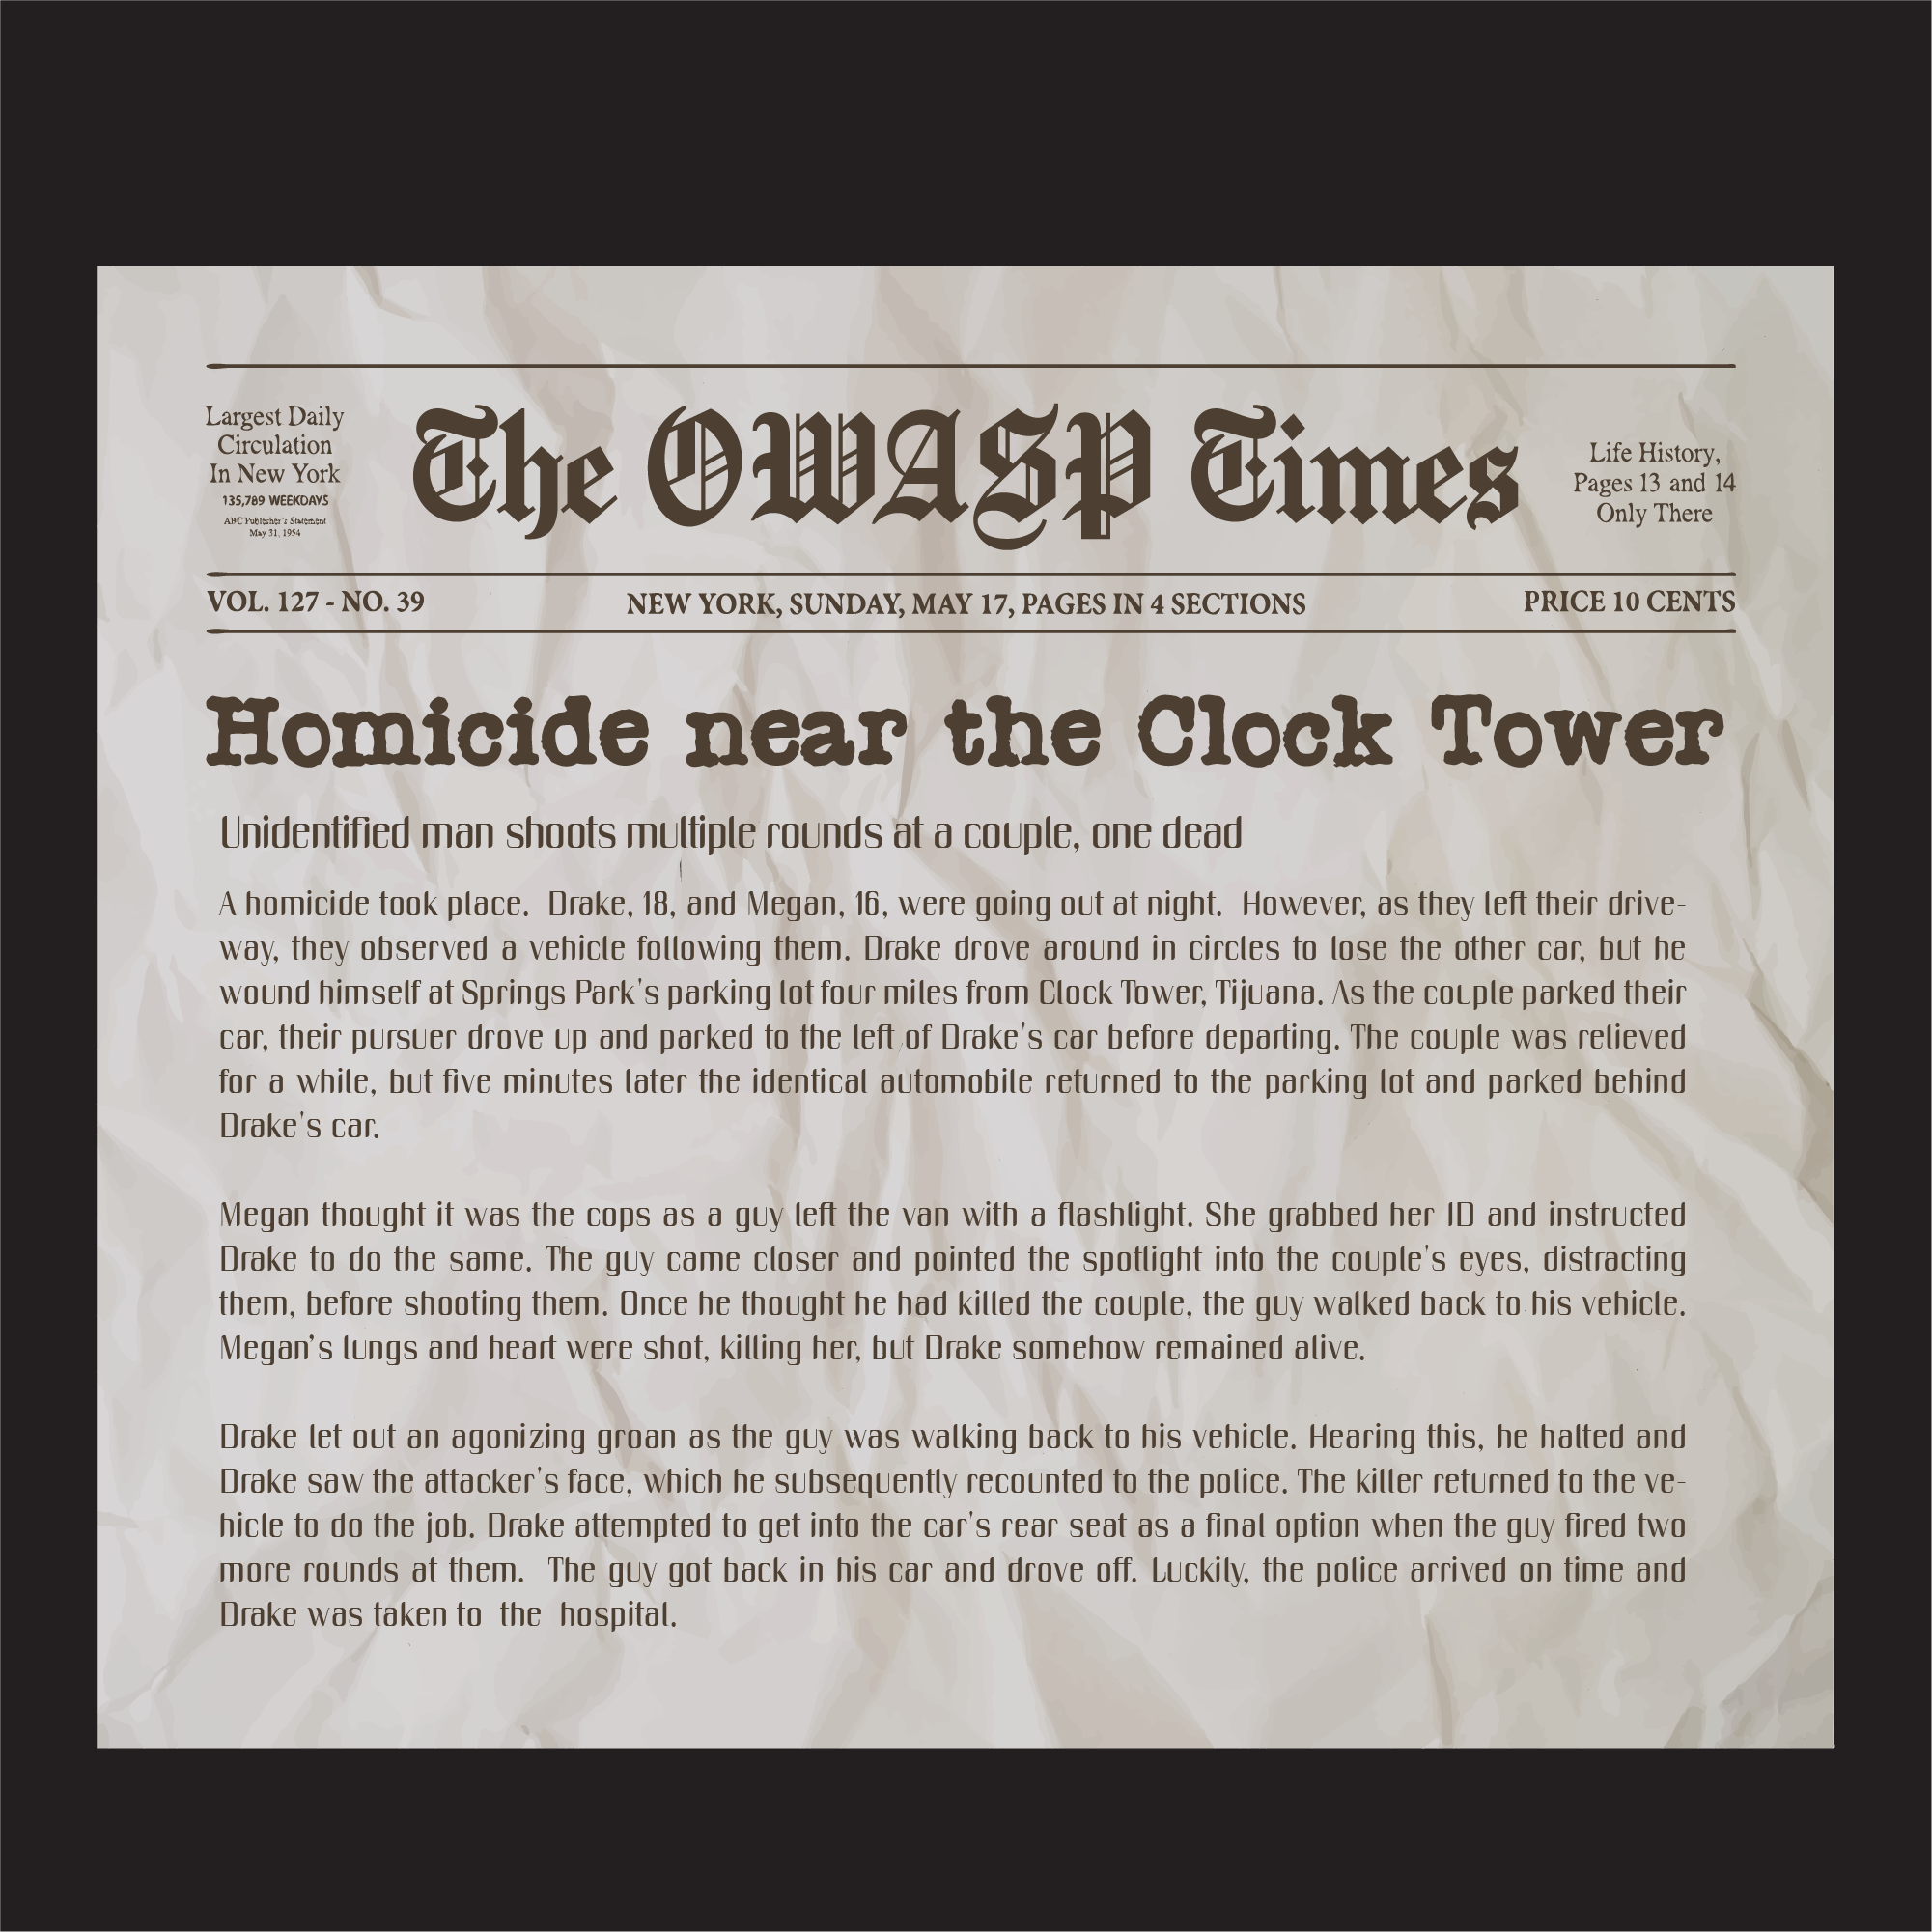 Largest Daily
Circulation
In New York
135,789 WEEKDAYS
ABC Publisher's Statement
May 31, 1954
The OWASP Times
Life History,
Pages 13 and 14
Only There
VOL. 127 - NO. 39
NEW YORK, SUNDAY, MAY 17, PAGES IN 4 SECTIONS
PRICE 10 CENTS
Homicide near the Clock Tower
Unidentified man shoots multiple rounds at a couple, one dead
A homicide took place. Drake, 18, and Megan, 16, were going out at night. However, as they left their drive-
way, they observed a vehicle following them. Drake drove around in circles to lose the other car, but he
wound himself at Springs Park's parking lot four miles from Clock Tower, Tijuana. As the couple parked their
car, their pursuer drove up and parked to the left of Drake's car before departing. The couple was relieved
for a while, but five minutes later the identical automobile returned to the parking lot and parked behind
Drake's car.
Megan thought it was the cops as a guy left the van with a flashlight. She grabbed her ID and instructed
Drake to do the same. The guy came closer and pointed the spotlight into the couple's eyes, distracting
them, before shooting them. Once he thought he had killed the couple, the guy walked back to his vehicle.
Megan's lungs and heart were shot, killing her, but Drake somehow remained alive.
Drake let out an agonizing groan as the guy was walking back to his vehicle. Hearing this, he halted and
Drake saw the attacker's face, which he subsequently recounted to the police. The killer returned to the ve-
hicle to do the job. Drake attempted to get into the car's rear seat as a final option when the guy fired two
more rounds at them. The guy got back in his car and drove off. Luckily, the police arrived on time and
Drake was taken to the hospital.